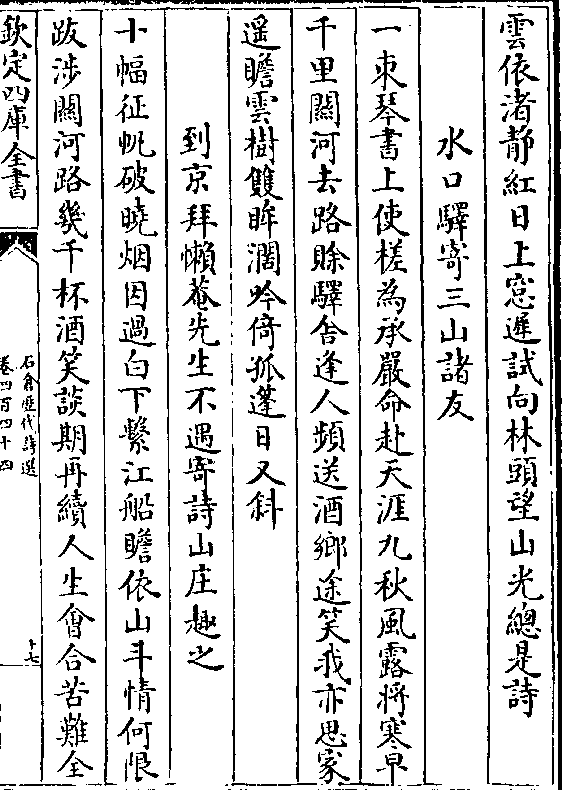 雲依渚静紅日上窓遲試向林頭望山光總是詩
水口驛寄三山諸友
一束琴書上使槎為承嚴命赴天涯九秋風露將寒早
千里關河去路賖驛舎逢人頻送酒鄉途笑我亦思家
遥瞻雲樹雙眸濶吟倚孤蓬日又斜
到京拜懶菴先生不遇寄詩山庄趣之
十幅征帆破曉烟因過白下繫江船瞻依山斗情何限
跋涉關河路幾千杯酒笑談期再續人生會合苦難全
欽定四庫全書
石倉歴代詩選
卷四百四十四
十七